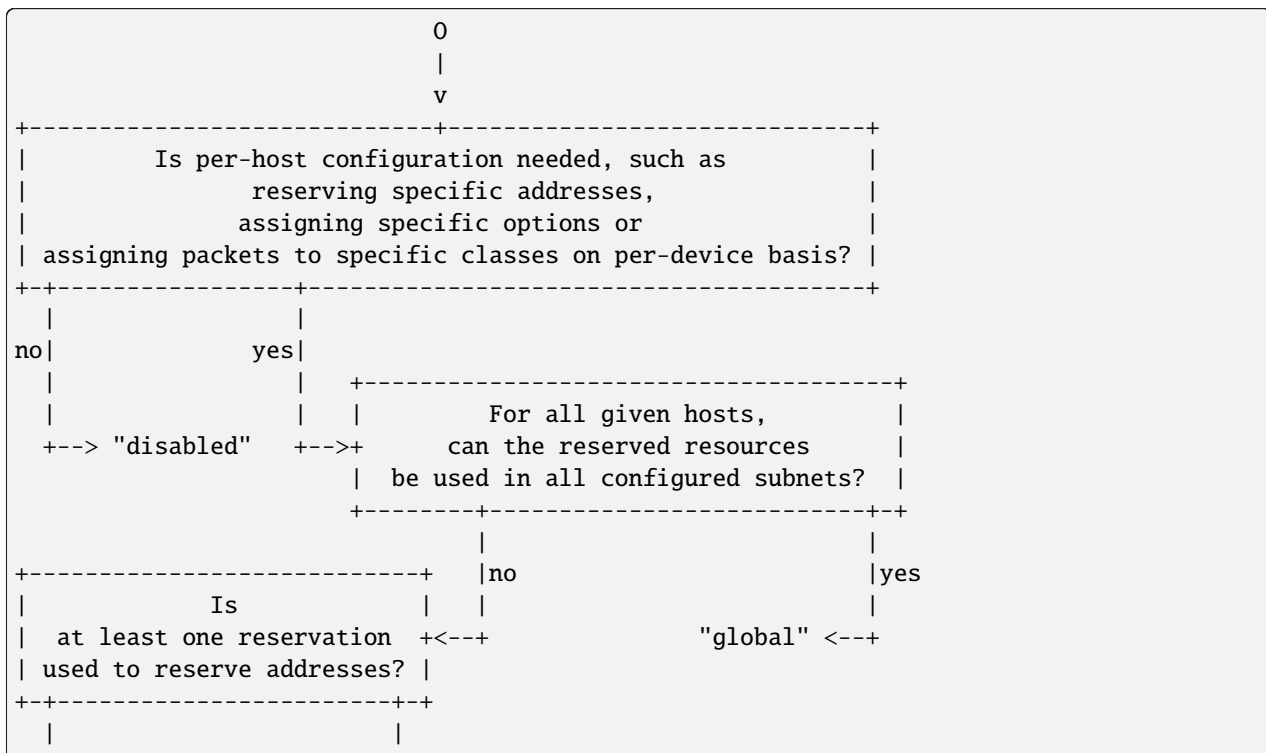 O
                              |
                              v
+-----------------------------+------------------------------+
|         Is per-host configuration needed, such as          |
|                reserving specific addresses,               |
|               assigning specific options or                |
| assigning packets to specific classes on per-device basis? |
+-+-----------------+----------------------------------------+
  |                 |
no|              yes|
  |                 |   +--------------------------------------+
  |                 |   |         For all given hosts,         |
  +--> "disabled"   +-->+      can the reserved resources      |
                        |  be used in all configured subnets?  |
                        +--------+---------------------------+-+
                                 |                           |
+----------------------------+   |no                         |yes
|             Is             |   |                           |
|  at least one reservation  +<--+               "global" <--+
| used to reserve addresses? |
+-+------------------------+-+
  |                        |